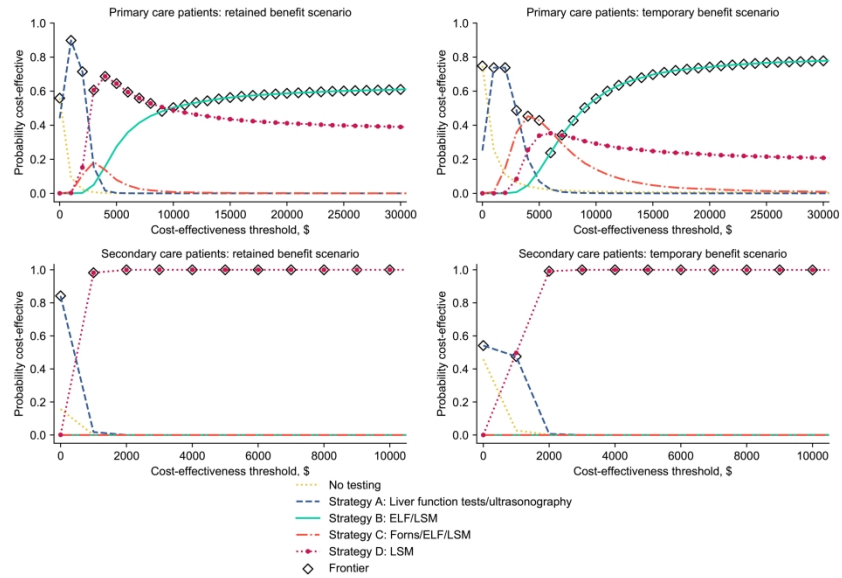 Primary care patients: retained benefit scenario
Probability cost-effective
1.0
0.8
0.6
0.4
0.2
0.0
0 5000 10000 15000 20000 25000 30000
Cost-effectiveness threshold, $
Primary care patients: temporary benefit scenario
Probability cost-effective
1.0
0.8
0.6
0.4
0.2
0.0
0 5000 10000 15000 20000 25000 30000
Cost-effectiveness threshold, $
Secondary care patients: retained benefit scenario
Probability cost-effective
1.0
0.8
0.6
0.4
0.2
0.0
0 2000 4000 6000 8000 10000
Cost-effectiveness threshold, $
Secondary care patients: temporary benefit scenario
Probability cost-effective
1.0
0.8
0.6
0.4
0.2
0.0
0 2000 4000 6000 8000 10000
Cost-effectiveness threshold, $
No testing
Strategy A: Liver function tests/ultrasonography
Strategy B: ELF/LSM
Strategy C: Forns/ELF/LSM
Strategy D: LSM
Frontier